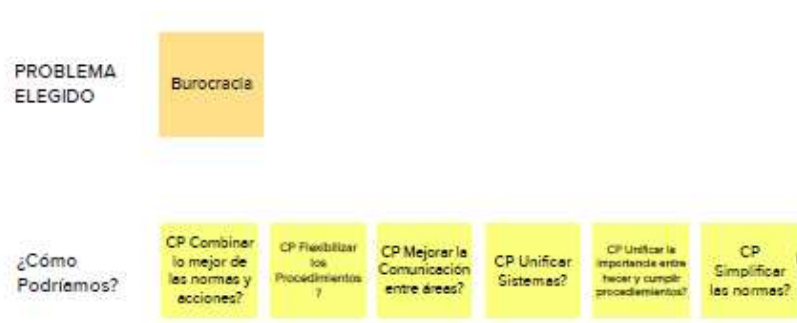 PROBLEMA
ELEGIDO
Burocracia
¿Cómo
Podríamos?
CP Combinar
lo mejor de
las normas y
acciones?
CP Flexibilizar
los
Procedimientos
?
CP Mejorar la
Comunicación
entre áreas?
CP Unificar
Sistemas?
CP Unificar la
importancia entre
hacer y cumplir
procedemientos?
CP
Simplificar
las normas?